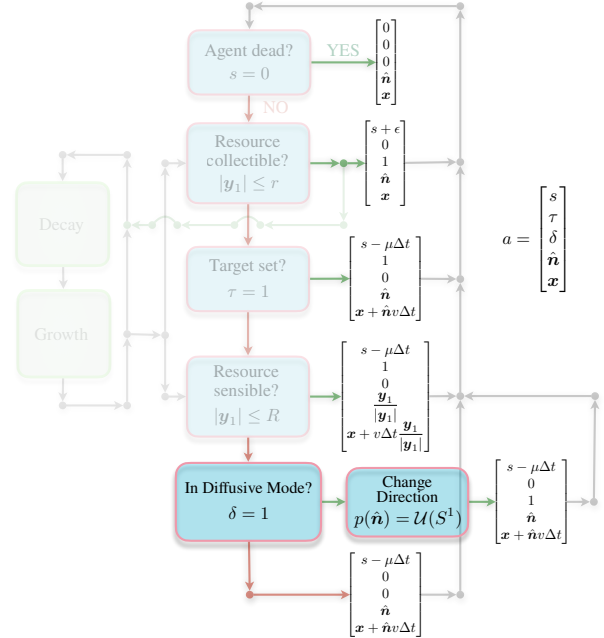 Agent dead?
s = 0
YES
0
0
0
n̂
x
NO
Resource
collectible?
|y₁| ≤ r
s + ϵ
0
1
n̂
x
Decay
Growth
Target set?
τ = 1
s − μΔt
1
0
n̂
x + n̂vΔt
a =
s
τ
δ
n̂
x
Resource
sensible?
|y₁| ≤ R
s − μΔt
1
0
y₁
|y₁|
x + vΔt y₁
|y₁|
In Diffusive Mode?
δ = 1
Change
Direction
p(n̂) = 𝒰(S¹)
s − μΔt
0
1
n̂
x + n̂vΔt
s − μΔt
0
0
n̂
x + n̂vΔt